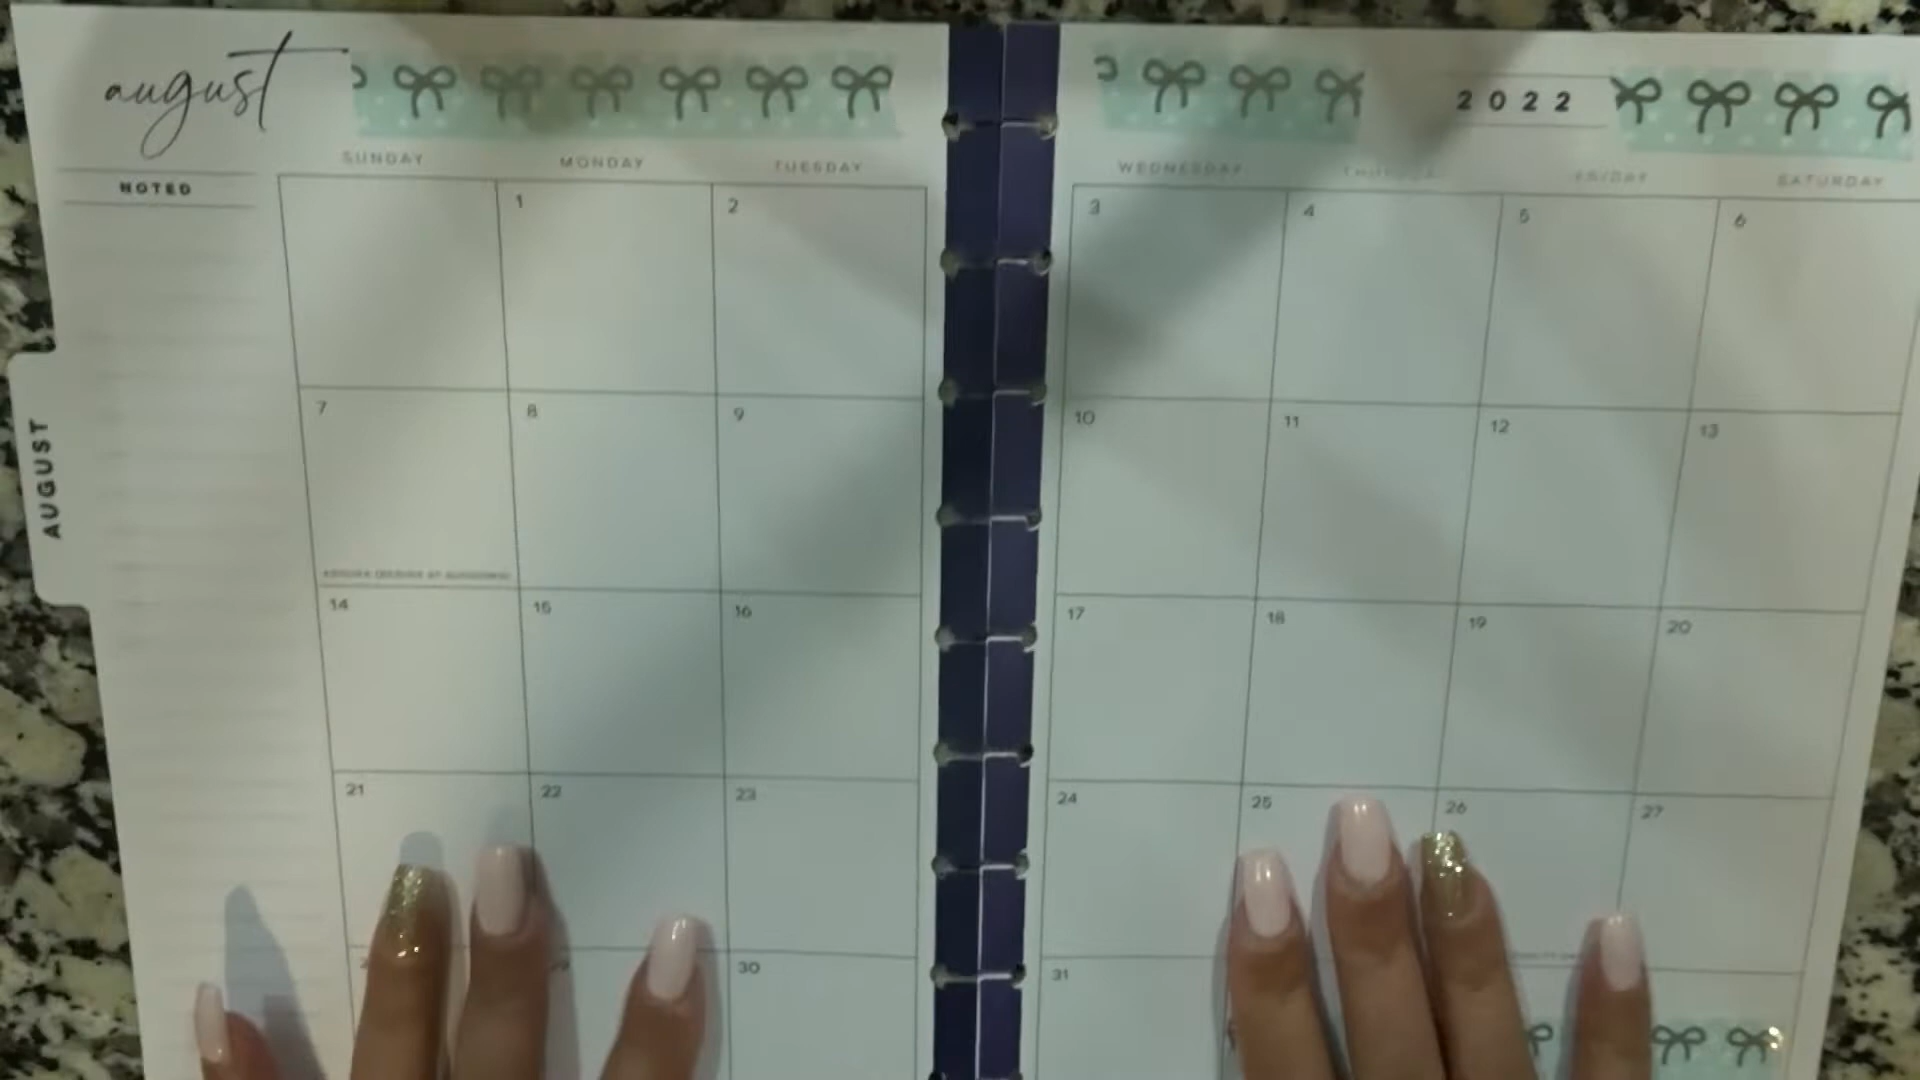 august
2022
SUNDAY MONDAY TUESDAY WEDNESDAY THURSDAY FRIDAY SATURDAY
NOTED
1 2 3 4 5 6
7 8 9 10 11 12 13
AUGUST
14 15 16 17 18 19 20
21 22 23 24 25 26 27
30 31